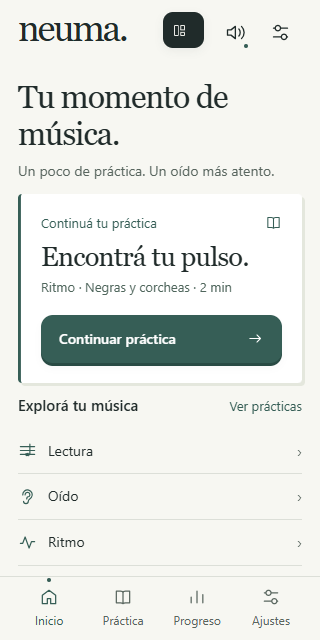 neuma.
Tu momento de
música.
Un poco de práctica. Un oído más atento.
Continuá tu práctica
Encontrá tu pulso.
Ritmo · Negras y corcheas · 2 min
Continuar práctica →
Explorá tu música Ver prácticas
Lectura ›
Oído ›
Ritmo ›
Inicio Práctica Progreso Ajustes